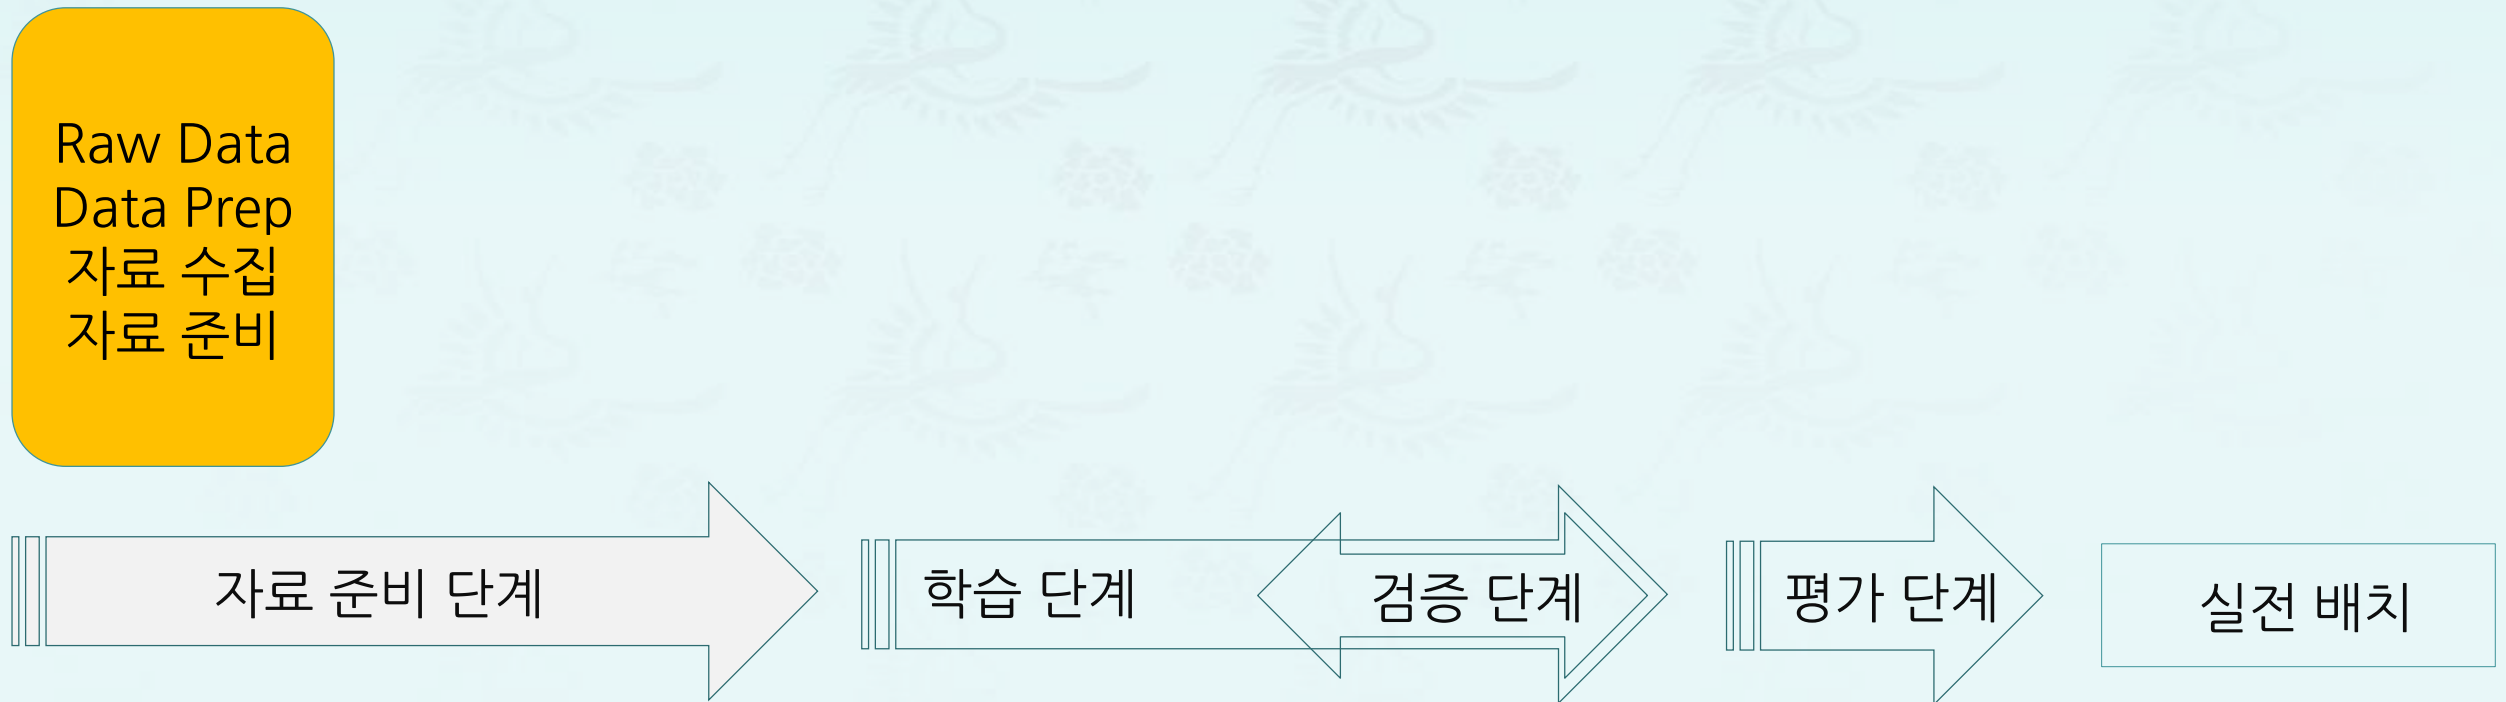 Raw Data
Data Prep
자료 수집
자료 준비
자료 준비 단계
학습 단계
검증 단계
평가 단계
실전 배치